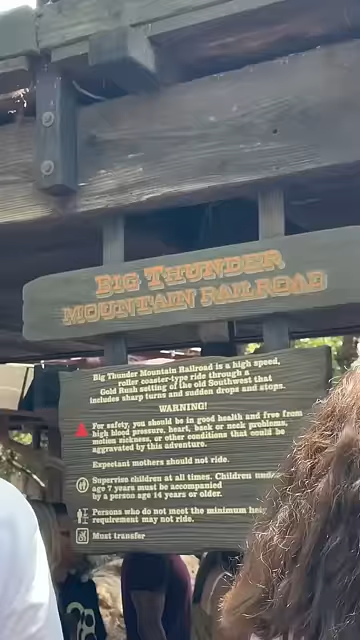 BIG THUNDER
MOUNTAIN RAILROAD
Big Thunder Mountain Railroad is a high speed,
roller coaster-type ride through a
Gold Rush setting of the old Southwest that
includes sharp turns and sudden drops and stops.
WARNING!
For safety, you should be in good health and free from
high blood pressure, heart, back or neck problems,
motion sickness, or other conditions that could be
aggravated by this adventure.
Expectant mothers should not ride.
Supervise children at all times. Children
age 7 years must be accompanied
by a person age 14 years or older.
Persons who do not meet the minimum
requirement may not ride.
Must transfer